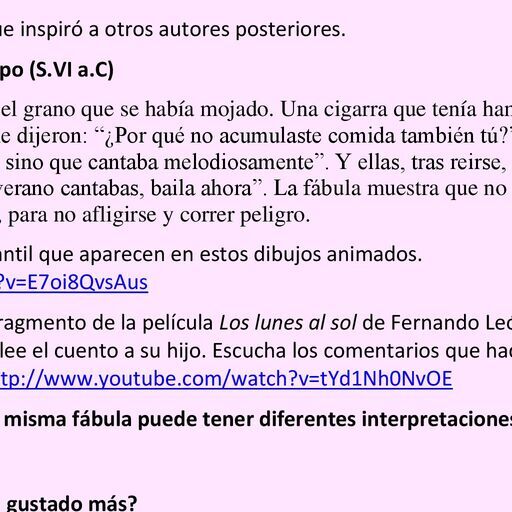 ue inspiró a otros autores posteriores.
po (S.VI a.C)
el grano que se había mojado. Una cigarra que tenía ham
e dijeron: “¿Por qué no acumulaste comida también tú?”
sino que cantaba melodiosamente”. Y ellas, tras reirse,
verano cantabas, baila ahora”. La fábula muestra que no
, para no afligirse y correr peligro.
antil que aparecen en estos dibujos animados.
?v=E7oi8QvsAus
ragmento de la película Los lunes al sol de Fernando Leó
lee el cuento a su hijo. Escucha los comentarios que hac
tp://www.youtube.com/watch?v=tYd1Nh0NvOE
misma fábula puede tener diferentes interpretaciones
gustado más?